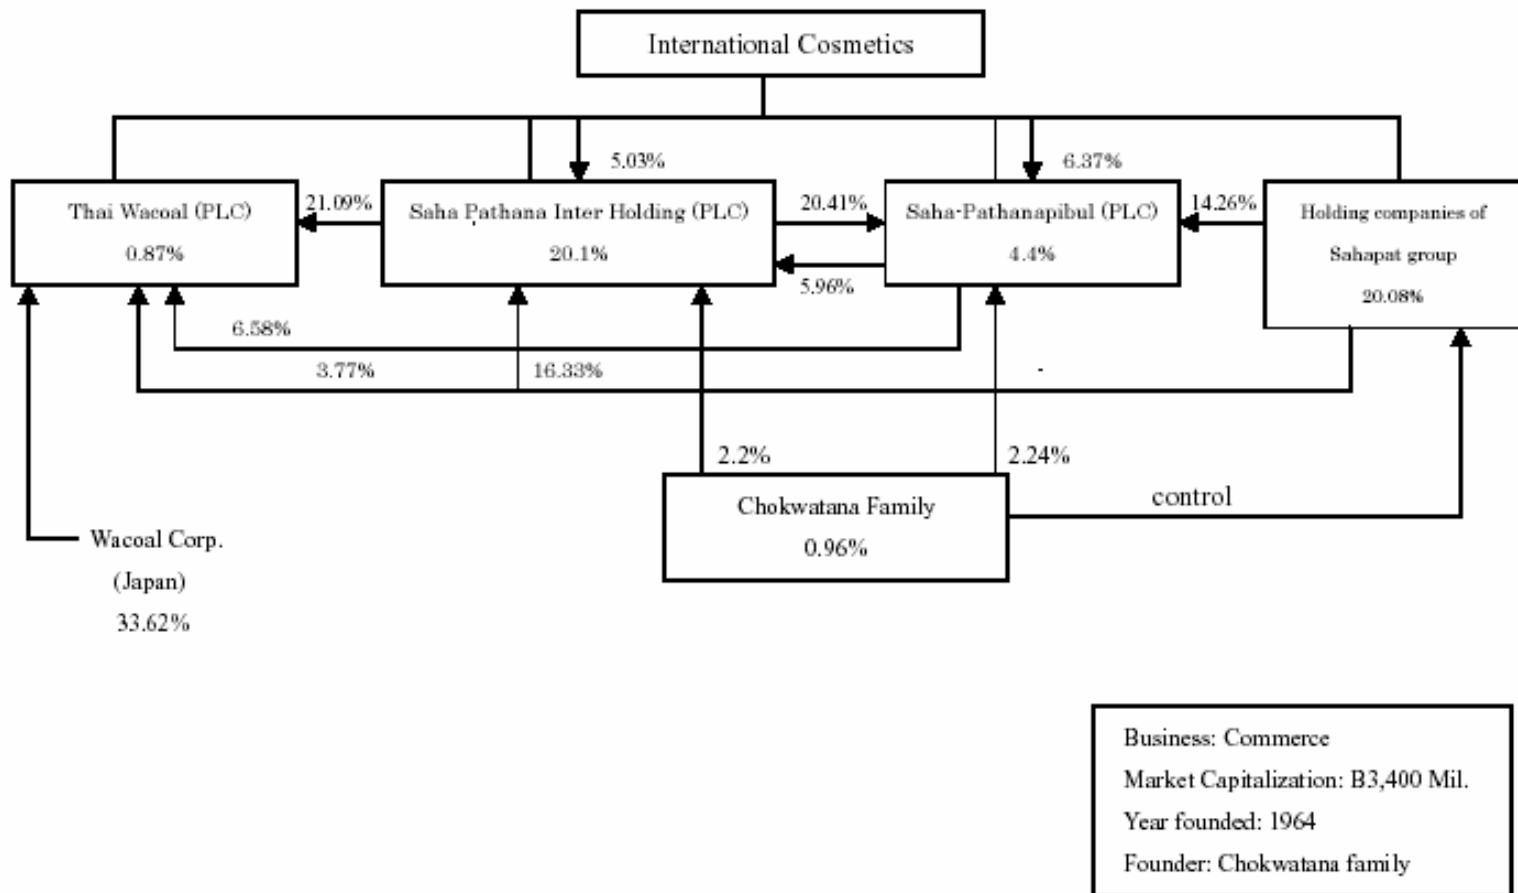 International Cosmetics
5.03%
6.37%
Thai Wacoal (PLC)
0.87%
21.09%
Saha Pathana Inter Holding (PLC)
20.1%
20.41%
5.96%
Saha-Pathanapibul (PLC)
4.4%
14.26%
Holding companies of
Sahapat group
20.08%
6.58%
3.77%
16.33%
-
2.2%
2.24%
Chokwatana Family
0.96%
control
Wacoal Corp.
(Japan)
33.62%
Business: Commerce
Market Capitalization: B3,400 Mil.
Year founded: 1964
Founder: Chokwatana family